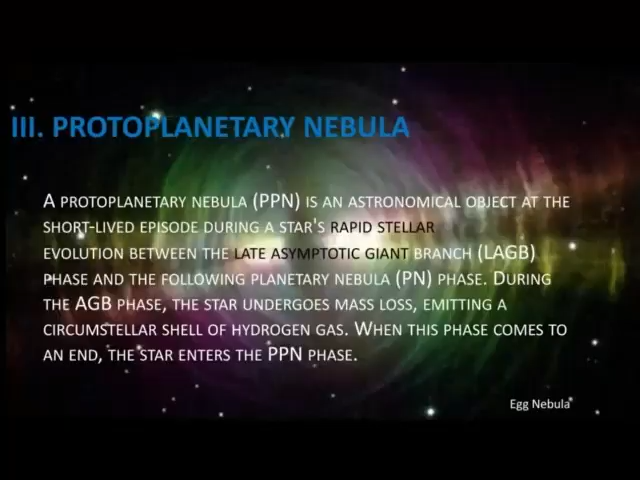 III. PROTOPLANETARY NEBULA
A PROTOPLANETARY NEBULA (PPN) IS AN ASTRONOMICAL OBJECT AT THE
SHORT-LIVED EPISODE DURING A STAR'S RAPID STELLAR
EVOLUTION BETWEEN THE LATE ASYMPTOTIC GIANT BRANCH (LAGB)
PHASE AND THE FOLLOWING PLANETARY NEBULA (PN) PHASE. DURING
THE AGB PHASE, THE STAR UNDERGOES MASS LOSS, EMITTING A
CIRCUMSTELLAR SHELL OF HYDROGEN GAS. WHEN THIS PHASE COMES TO
AN END, THE STAR ENTERS THE PPN PHASE.
Egg Nebula